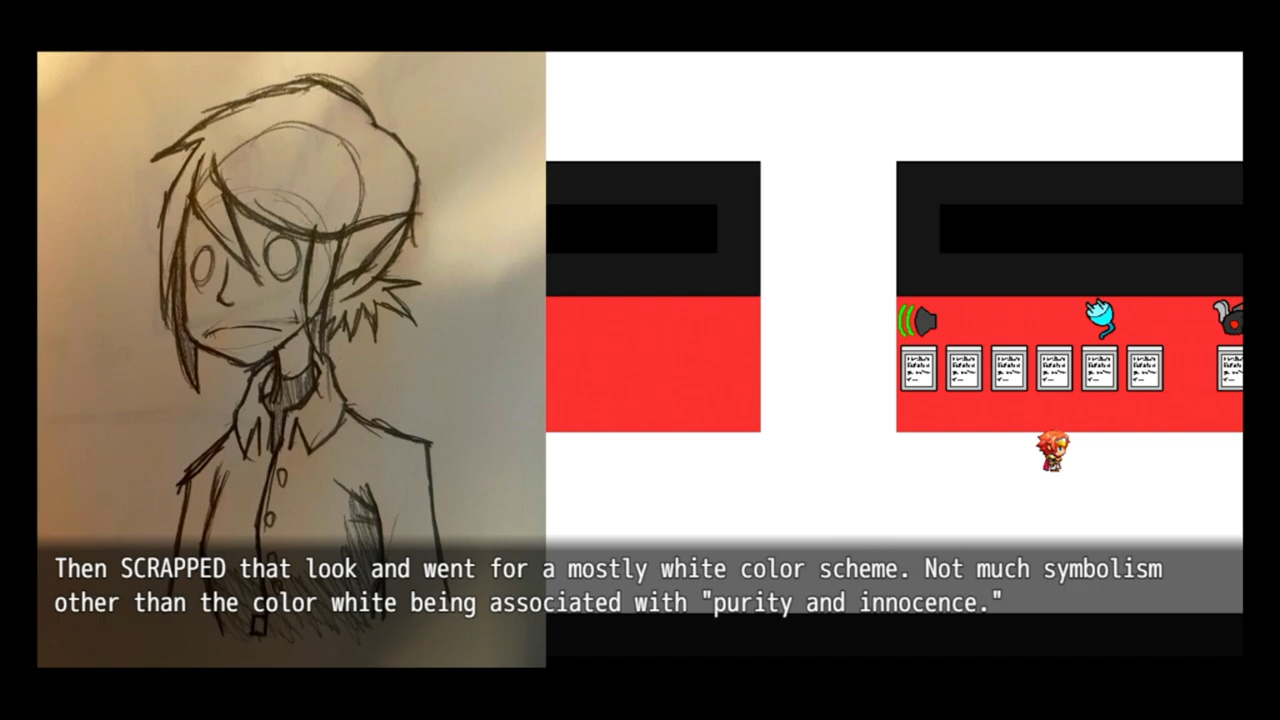 Then SCRAPPED that look and went for a mostly white color scheme. Not much symbolism
other than the color white being associated with "purity and innocence."